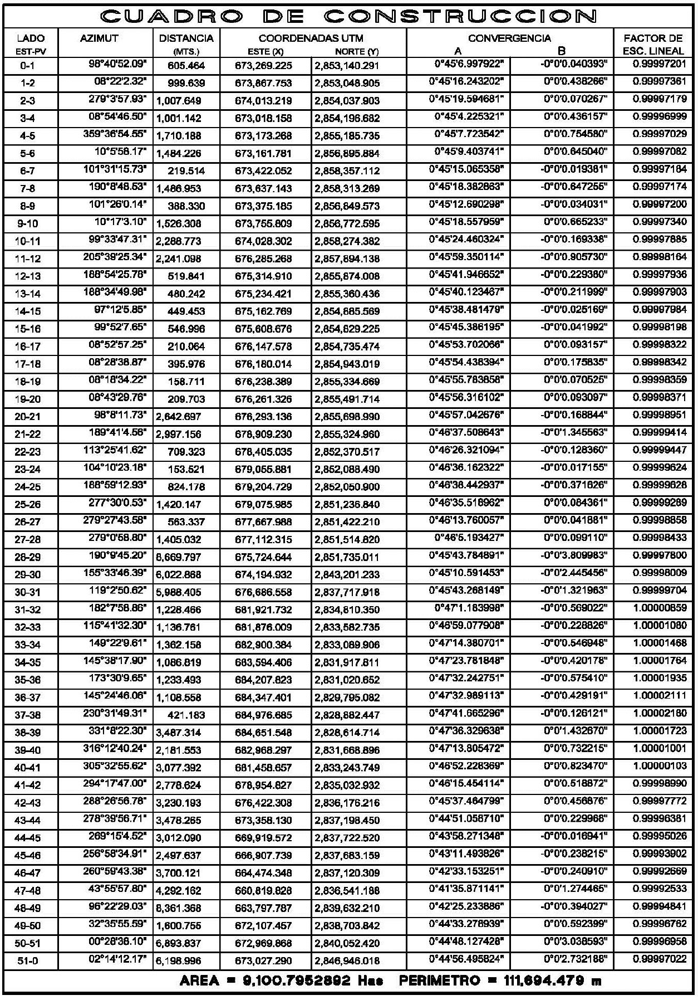 CUADRO DE CONSTRUCCION
LADO AZIMUT DISTANCIA COORDENADAS UTM CONVERGENCIA FACTOR DE
EST-PV (MTS.) ESTE (X) NORTE (Y) A B ESC. LINEAL
0-1 98°40'52.09" 605.464 673,269.225 2,853,140.291 0°45'6.997922" -0°0'0.040393" 0.99997201
1-2 08°22'2.32" 999.639 673,867.753 2,853,048.905 0°45'16.243202" 0°0'0.438266" 0.99997361
2-3 279°3'57.93" 1,007.649 674,013.219 2,854,037.903 0°45'19.594681" 0°0'0.070267" 0.99997179
3-4 08°54'46.50" 1,001.142 673,018.158 2,854,196.682 0°45'4.225321" 0°0'0.436157" 0.99996999
4-5 359°36'54.55" 1,710.188 673,173.268 2,855,185.735 0°45'7.723542" 0°0'0.754580" 0.99997029
5-6 10°5'58.17" 1,484.226 673,161.781 2,856,895.884 0°45'9.403741" 0°0'0.645040" 0.99997082
6-7 101°31'15.73" 219.514 673,422.052 2,858,357.112 0°45'15.065358" -0°0'0.019381" 0.99997184
7-8 190°8'48.53" 1,486.953 673,637.143 2,858,313.269 0°45'18.382863" -0°0'0.647255" 0.99997174
8-9 101°26'0.14" 388.330 673,375.185 2,856,849.573 0°45'12.690298" -0°0'0.034031" 0.99997200
9-10 10°17'3.10" 1,526.308 673,755.809 2,856,772.595 0°45'18.557959" 0°0'0.665233" 0.99997340
10-11 99°33'47.31" 2,288.773 674,028.302 2,858,274.382 0°45'24.460324" -0°0'0.169338" 0.99997885
11-12 205°39'25.34" 2,241.098 676,285.268 2,857,894.138 0°45'59.350114" -0°0'0.905730" 0.99998164
12-13 188°54'25.78" 519.841 675,314.910 2,855,874.008 0°45'41.946652" -0°0'0.229380" 0.99997936
13-14 188°34'49.98" 480.242 675,234.421 2,855,360.436 0°45'40.123467" -0°0'0.211999" 0.99997903
14-15 97°12'5.85" 449.453 675,162.769 2,854,885.569 0°45'38.481479" -0°0'0.025169" 0.99997984
15-16 99°52'7.65" 546.996 675,608.676 2,854,829.225 0°45'45.386195" -0°0'0.041992" 0.99998198
16-17 08°52'57.25" 210.064 676,147.578 2,854,735.474 0°45'53.702066" 0°0'0.093157" 0.99998322
17-18 08°28'38.87" 395.976 676,180.014 2,854,943.019 0°45'54.438394" 0°0'0.175835" 0.99998342
18-19 08°18'34.22" 158.711 676,238.389 2,855,334.669 0°45'55.783858" 0°0'0.070525" 0.99998359
19-20 08°43'29.76" 209.703 676,261.326 2,855,491.714 0°45'56.316102" 0°0'0.093097" 0.99998371
20-21 98°8'11.73" 2,642.697 676,293.136 2,855,698.990 0°45'57.042676" -0°0'0.168844" 0.99998951
21-22 189°41'4.56" 2,997.156 678,909.230 2,855,324.960 0°46'37.508643" -0°0'1.345563" 0.99999414
22-23 113°25'41.62" 709.323 678,405.035 2,852,370.517 0°46'26.321094" -0°0'0.128360" 0.99999447
23-24 104°10'23.18" 153.521 679,055.881 2,852,088.490 0°46'36.162322" -0°0'0.017155" 0.99999624
24-25 188°59'12.93" 824.178 679,204.729 2,852,050.900 0°46'38.442937" -0°0'0.371626" 0.99999628
25-26 277°30'0.53" 1,420.147 679,075.985 2,851,236.840 0°46'35.518962" 0°0'0.084361" 0.99999289
26-27 279°27'43.58" 563.337 677,667.988 2,851,422.210 0°46'13.760057" 0°0'0.041881" 0.99998858
27-28 279°0'58.80" 1,405.032 677,112.315 2,851,514.820 0°46'5.193427" 0°0'0.099110" 0.99998433
28-29 190°9'45.20" 8,669.797 675,724.644 2,851,735.011 0°45'43.784891" -0°0'3.809983" 0.99997800
29-30 155°33'46.39" 6,022.868 674,194.932 2,843,201.233 0°45'10.591453" -0°0'2.445456" 0.99998009
30-31 119°2'50.62" 5,988.405 676,686.558 2,837,717.918 0°45'43.268149" -0°0'1.321963" 0.99999704
31-32 182°7'58.86" 1,228.466 681,921.732 2,834,810.350 0°47'1.183998" -0°0'0.569022" 1.00000859
32-33 115°41'32.30" 1,136.761 681,876.009 2,833,582.735 0°46'59.077908" -0°0'0.228826" 1.00001080
33-34 149°22'9.61" 1,362.158 682,900.384 2,833,089.906 0°47'14.380701" -0°0'0.546948" 1.00001468
34-35 145°38'17.90" 1,086.819 683,594.406 2,831,917.811 0°47'23.781848" -0°0'0.420178" 1.00001764
35-36 173°30'9.65" 1,233.493 684,207.823 2,831,020.652 0°47'32.242751" -0°0'0.575410" 1.00001935
36-37 145°24'46.06" 1,108.558 684,347.401 2,829,795.082 0°47'32.989113" -0°0'0.429191" 1.00002111
37-38 230°31'49.31" 421.183 684,976.685 2,828,882.447 0°47'41.665296" -0°0'0.126121" 1.00002180
38-39 331°8'22.30" 3,487.314 684,651.548 2,828,614.714 0°47'36.329638" 0°0'1.432670" 1.00001723
39-40 316°12'40.24" 2,181.553 682,968.297 2,831,668.896 0°47'13.805472" 0°0'0.732215" 1.00001001
40-41 305°32'55.62" 3,077.392 681,458.657 2,833,243.749 0°46'52.228369" 0°0'0.823470" 1.00000103
41-42 294°17'47.00" 2,778.624 678,954.827 2,835,032.932 0°46'15.454114" 0°0'0.518872" 0.99998990
42-43 288°26'56.78" 3,230.193 676,422.308 2,836,176.216 0°45'37.464799" 0°0'0.456876" 0.99997772
43-44 278°39'56.71" 3,478.265 673,358.130 2,837,198.450 0°44'51.058710" 0°0'0.229968" 0.99996381
44-45 269°15'4.52" 3,012.090 669,919.572 2,837,722.520 0°43'58.271348" -0°0'0.016941" 0.99995026
45-46 256°58'34.91" 2,497.637 666,907.739 2,837,683.159 0°43'11.493826" -0°0'0.238215" 0.99993902
46-47 260°59'43.38" 3,700.121 664,474.348 2,837,120.309 0°42'33.153251" -0°0'0.240910" 0.99992669
47-48 43°55'57.80" 4,292.162 660,819.828 2,836,541.188 0°41'35.871141" 0°0'1.274465" 0.99992533
48-49 96°22'29.03" 8,361.368 663,797.787 2,839,632.210 0°42'25.233886" -0°0'0.394027" 0.99994841
49-50 32°35'55.59" 1,600.755 672,107.457 2,838,703.842 0°44'33.278939" 0°0'0.592399" 0.99996762
50-51 00°28'38.10" 6,893.837 672,969.868 2,840,052.420 0°44'48.127428" 0°0'3.038593" 0.99996958
51-0 02°14'12.17" 6,198.996 673,027.290 2,846,946.018 0°44'56.495824" 0°0'2.732188" 0.99997022
AREA = 9,100.7952892 Has PERIMETRO = 111,694.479 m